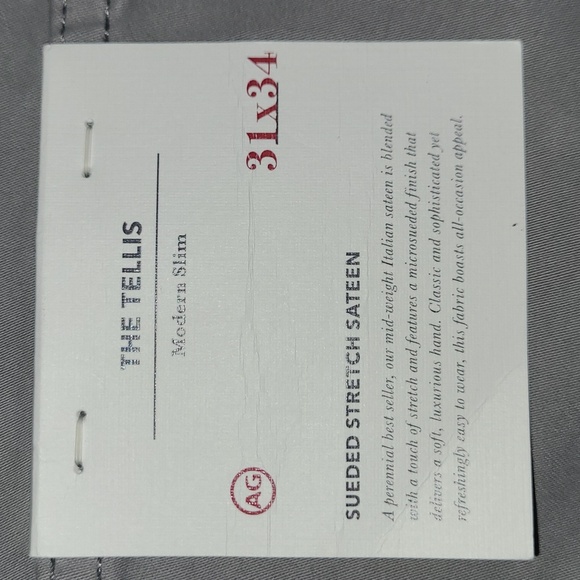 THE TELLIS
Modern Slim
AG
31x34
SUEDED STRETCH SATEEN
A perennial best seller, our mid-weight Italian sateen is blended
with a touch of stretch and features a microsueded finish that
delivers a soft, luxurious hand. Classic and sophisticated yet
refreshingly easy to wear, this fabric boasts all-occasion appeal.